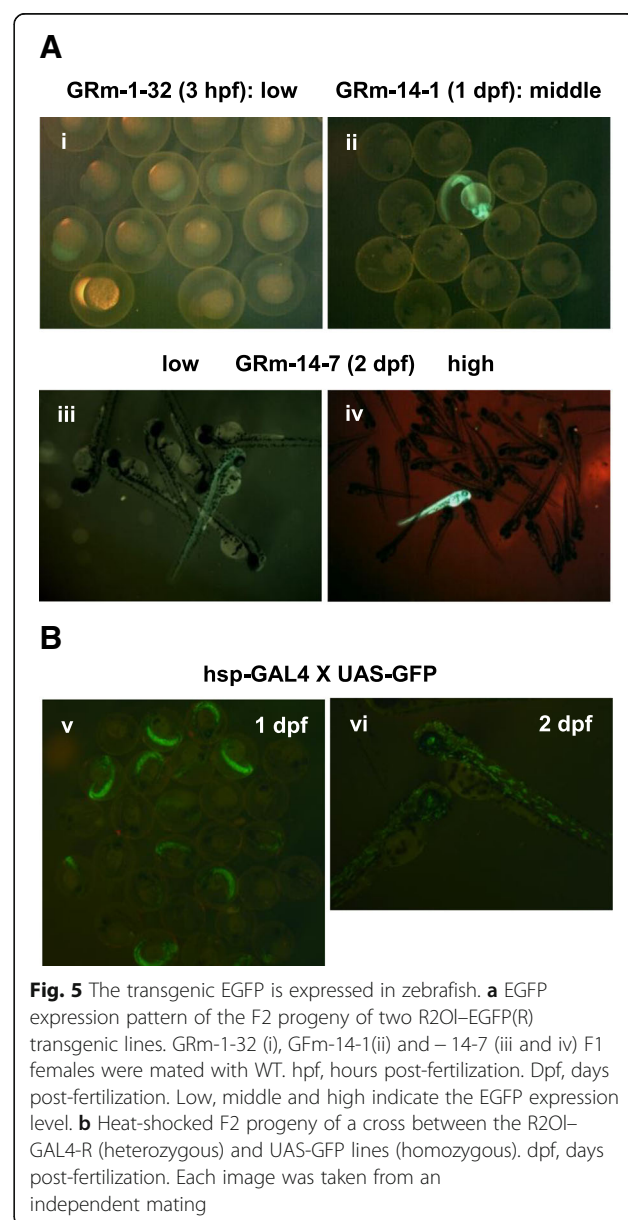 A
GRm-1-32 (3 hpf): low GRm-14-1 (1 dpf): middle
i
ii
low GRm-14-7 (2 dpf) high
iii
iv
B
hsp-GAL4 X UAS-GFP
v 1 dpf
vi 2 dpf
Fig. 5 The transgenic EGFP is expressed in zebrafish. a EGFP
expression pattern of the F2 progeny of two R2Ol–EGFP(R)
transgenic lines. GRm-1-32 (i), GFm-14-1(ii) and − 14-7 (iii and iv) F1
females were mated with WT. hpf, hours post-fertilization. Dpf, days
post-fertilization. Low, middle and high indicate the EGFP expression
level. b Heat-shocked F2 progeny of a cross between the R2Ol–
GAL4-R (heterozygous) and UAS-GFP lines (homozygous). dpf, days
post-fertilization. Each image was taken from an
independent mating